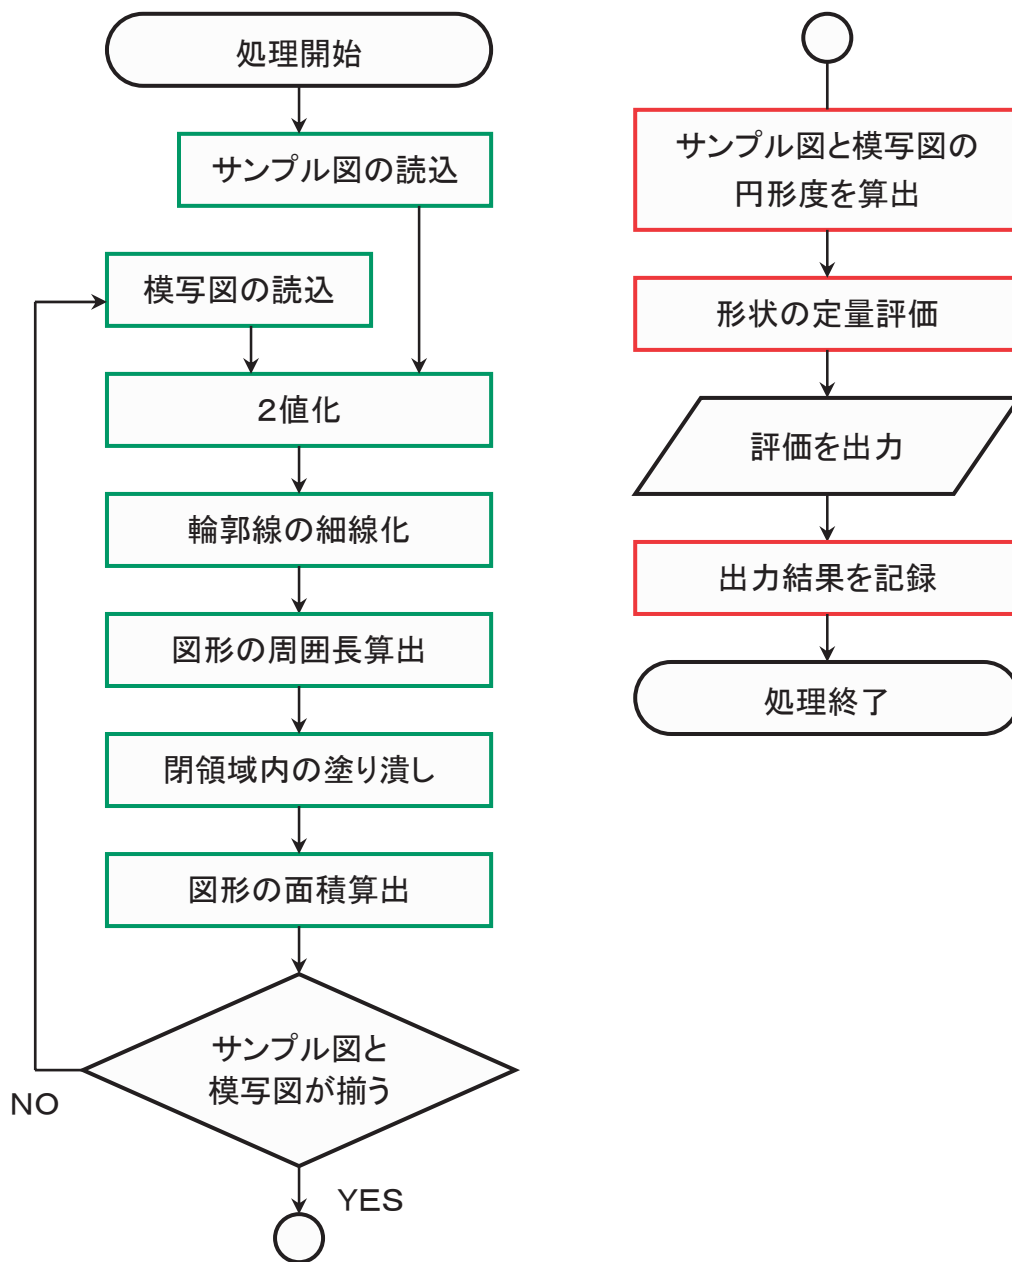 処理開始
サンプル図の読込
模写図の読込
2値化
輪郭線の細線化
図形の周囲長算出
閉領域内の塗り潰し
図形の面積算出
サンプル図と
模写図が揃う
NO
YES
サンプル図と模写図の
円形度を算出
形状の定量評価
評価を出力
出力結果を記録
処理終了